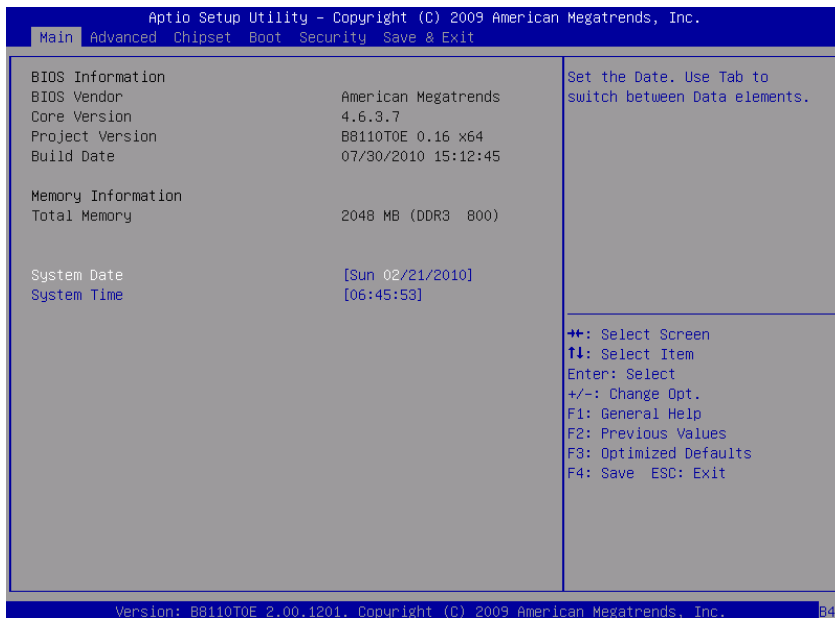 Aptio Setup Utility - Copyright (C) 2009 American Megatrends, Inc.
Main Advanced Chipset Boot Security Save & Exit
BIOS Information
BIOS Vendor American Megatrends
Core Version 4.6.3.7
Project Version B8110T0E 0.16 x64
Build Date 07/30/2010 15:12:45
Memory Information
Total Memory 2048 MB (DDR3 800)
System Date [Sun 02/21/2010]
System Time [06:45:53]
Set the Date. Use Tab to
switch between Data elements.
→←: Select Screen
↑↓: Select Item
Enter: Select
+/-: Change Opt.
F1: General Help
F2: Previous Values
F3: Optimized Defaults
F4: Save ESC: Exit
Version: B8110T0E 2.00.1201. Copyright (C) 2009 American Megatrends, Inc.
B4